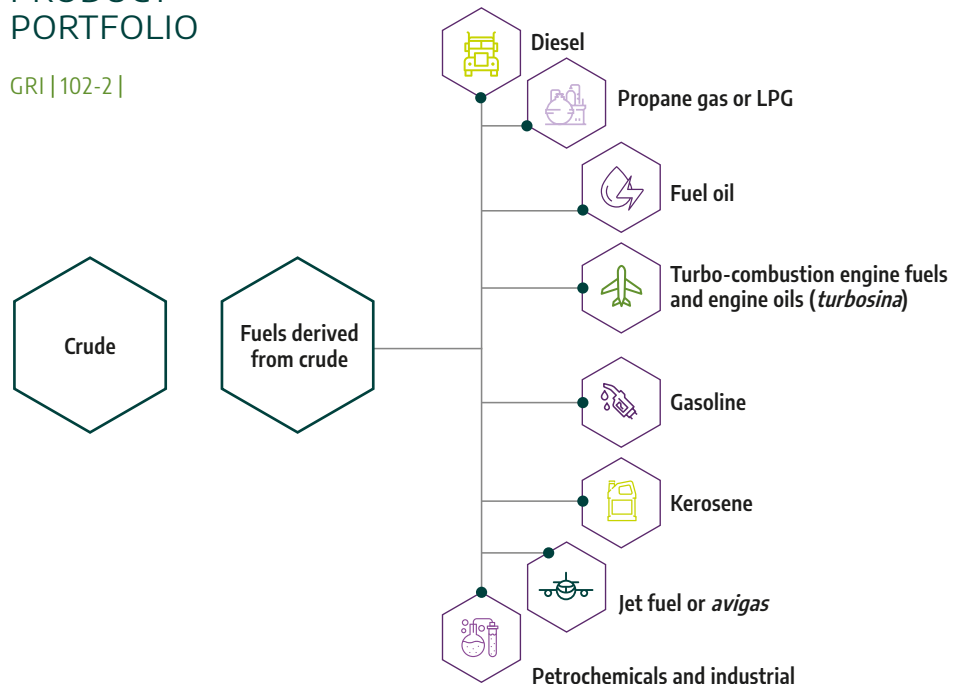 PRODUCT
PORTFOLIO
GRI | 102-2 |
Diesel
Propane gas or LPG
Fuel oil
Turbo-combustion engine fuels
and engine oils (turbosina)
Crude
Fuels derived
from crude
Gasoline
Kerosene
Jet fuel or avigas
Petrochemicals and industrial